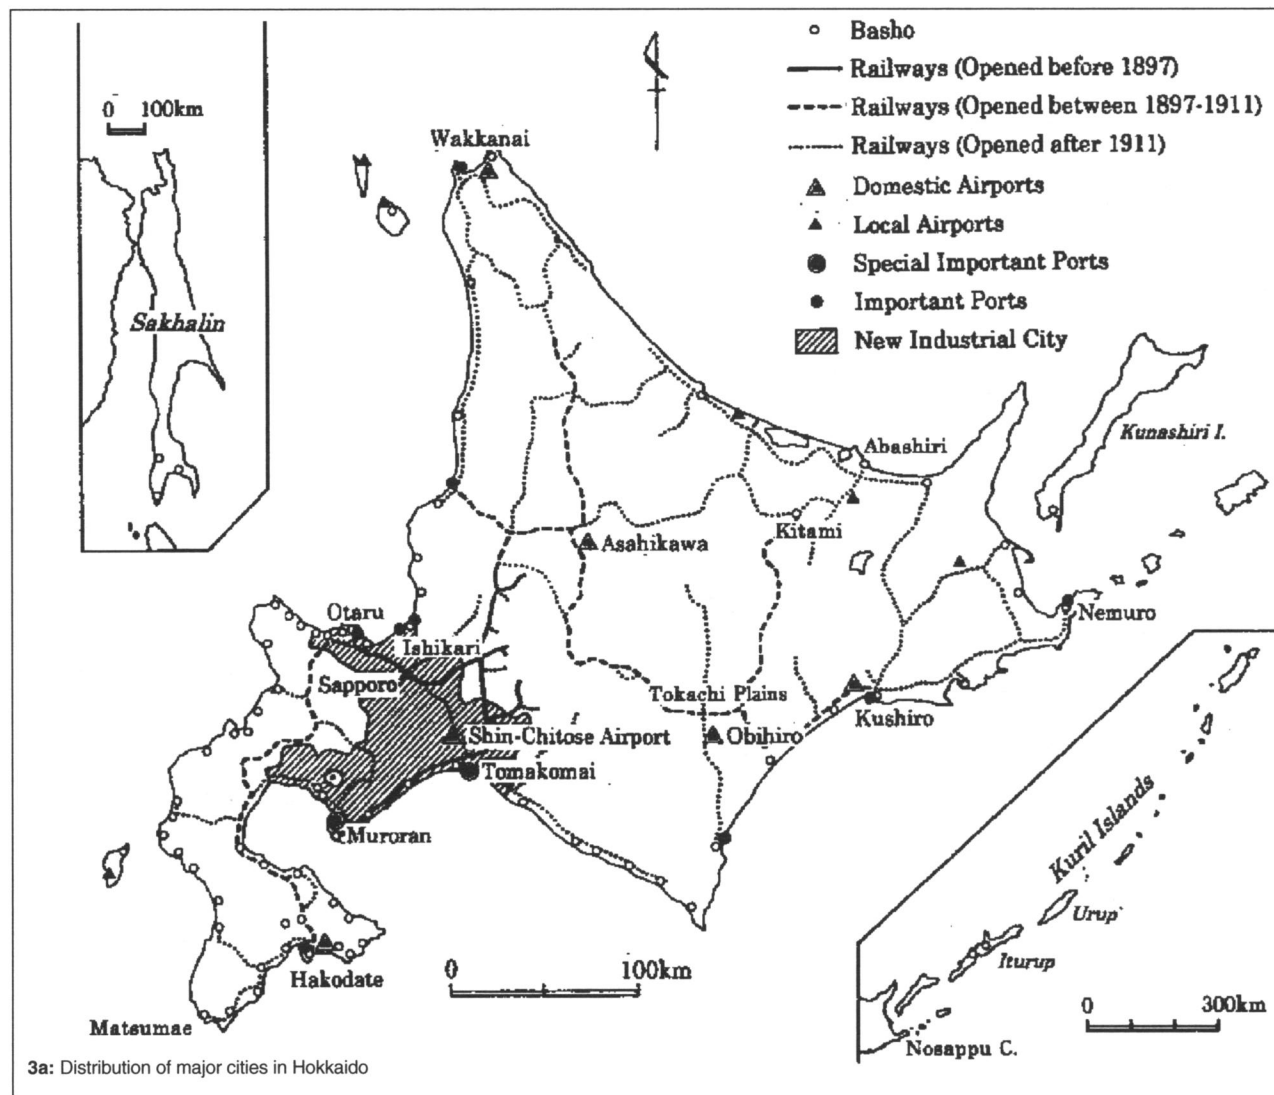 Basho
Railways (Opened before 1897)
Railways (Opened between 1897-1911)
Railways (Opened after 1911)
Domestic Airports
Local Airports
Special Important Ports
Important Ports
New Industrial City
0 100km
Sakhalin
Wakkanai
Kunashiri I.
Abashiri
Kitami
Asahikawa
Nemuro
Otaru
Ishikari
Sapporo
Tokachi Plains
Kushiro
Shin-Chitose Airport
Obihiro
Tomakomai
Muroran
Kuril Islands
Urup
Iturup
Hakodate
0 100km
0 300km
Matsumae
Nosappu C.
3a: Distribution of major cities in Hokkaido